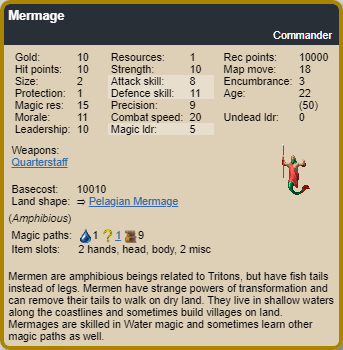 Mermage
Commander
Gold: 10 Resources: 1 Rec points: 10000
Hit points: 10 Strength: 10 Map move: 18
Size: 2 Attack skill: 8 Encumbrance: 3
Protection: 1 Defence skill: 11 Age: 22
Magic res: 15 Precision: 9 (50)
Morale: 11 Combat speed: 20 Undead ldr: 0
Leadership: 10 Magic ldr: 5
Weapons:
Quarterstaff
Basecost: 10010
Land shape: ⇒ Pelagian Mermage
(Amphibious)
Magic paths: 1 ? 1 9
Item slots: 2 hands, head, body, 2 misc
Mermen are amphibious beings related to Tritons, but have fish tails
instead of legs. Mermen have strange powers of transformation and
can remove their tails to walk on dry land. They live in shallow waters
along the coastlines and sometimes build villages on land.
Mermages are skilled in Water magic and sometimes learn other
magic paths as well.